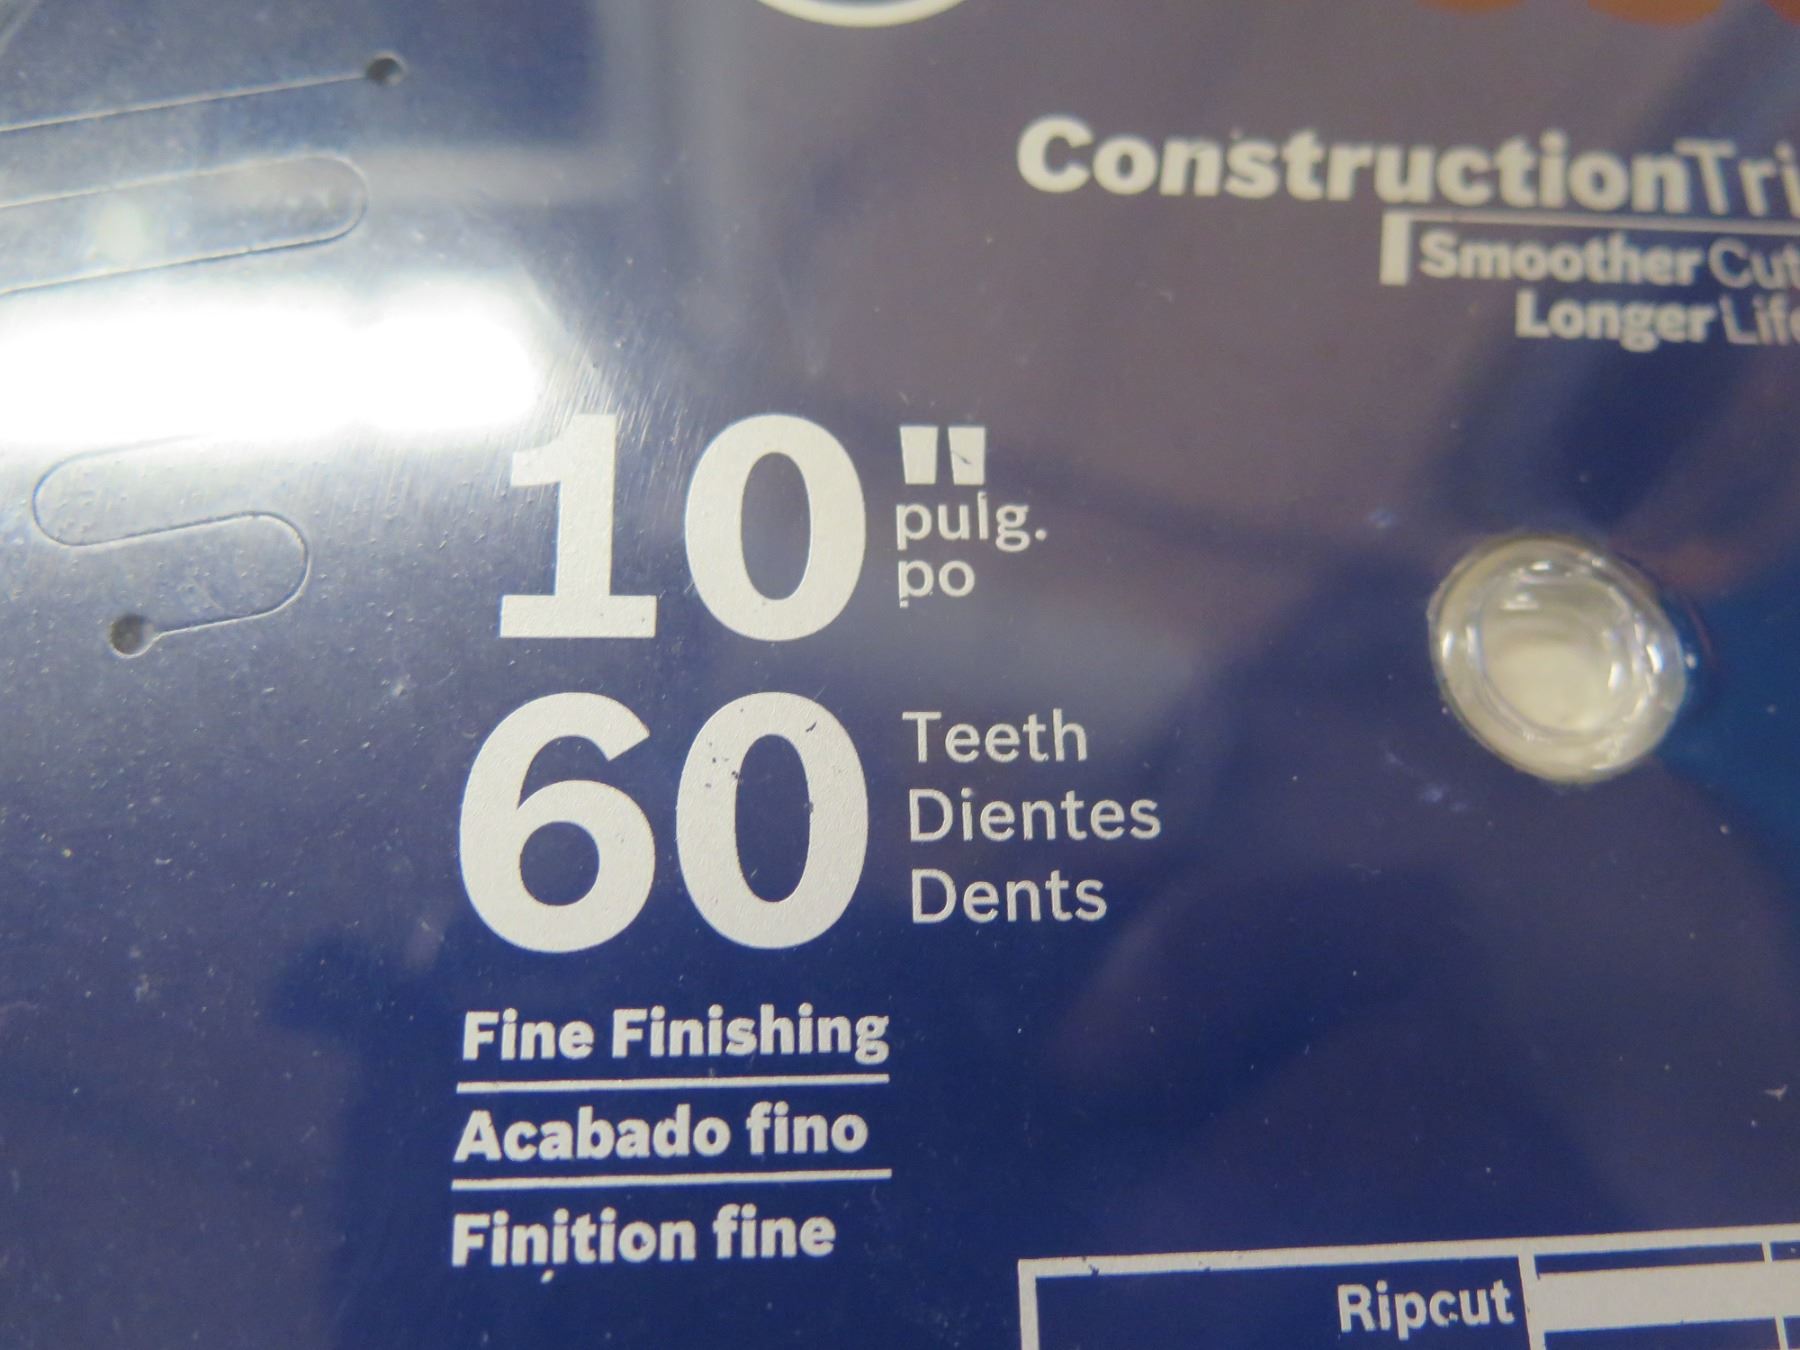 ConstructionTri
Smoother Cut
Longer Life
10"
pulg.
po
60
Teeth
Dientes
Dents
Fine Finishing
Acabado fino
Finition fine
Ripcut